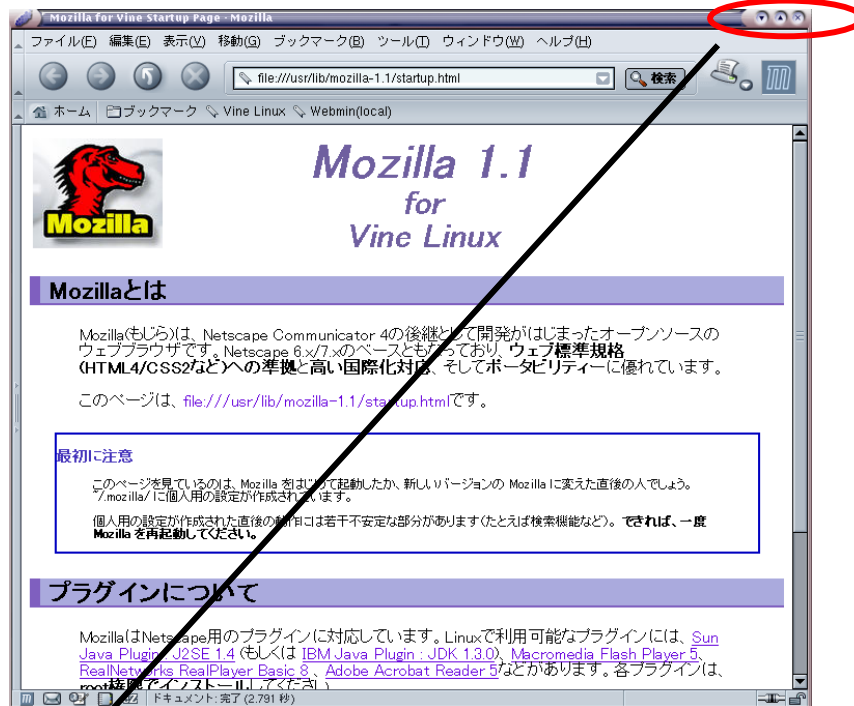 Mozilla for Vine Startup Page - Mozilla
ファイル(F) 編集(E) 表示(V) 移動(G) ブックマーク(B) ツール(T) ウィンドウ(W) ヘルプ(H)
file:///usr/lib/mozilla-1.1/startup.html 検索
ホーム ブックマーク Vine Linux Webmin(local)
Mozilla
Mozilla 1.1
for
Vine Linux
Mozillaとは
Mozilla(もじら)は、Netscape Communicator 4の後継として開発がはじまったオープンソースの
ウェブブラウザです。Netscape 6.x/7.xのベースともなっており、ウェブ標準規格
(HTML4/CSS2など)への準拠と高い国際化対応、そしてポータビリティーに優れています。
このページは、file:///usr/lib/mozilla-1.1/startup.htmlです。
最初に注意
このページを見ているのは、Mozilla をはじめて起動したか、新しいバージョンの Mozilla に変えた直後の人でしょう。
~/.mozilla/ に個人用の設定が作成されています。
個人用の設定が作成された直後の動作には若干不安定な部分があります(たとえば検索機能など)。できれば、一度
Mozilla を再起動してください。
プラグインについて
MozillaはNetscape用のプラグインに対応しています。Linuxで利用可能なプラグインには、Sun
Java Plugin : J2SE 1.4 (もしくは IBM Java Plugin : JDK 1.3.0)、Macromedia Flash Player 5、
RealNetworks RealPlayer Basic 8 、Adobe Acrobat Reader 5などがあります。各プラグインは、
root権限でインストールしてください
ドキュメント: 完了 (2.791 秒)